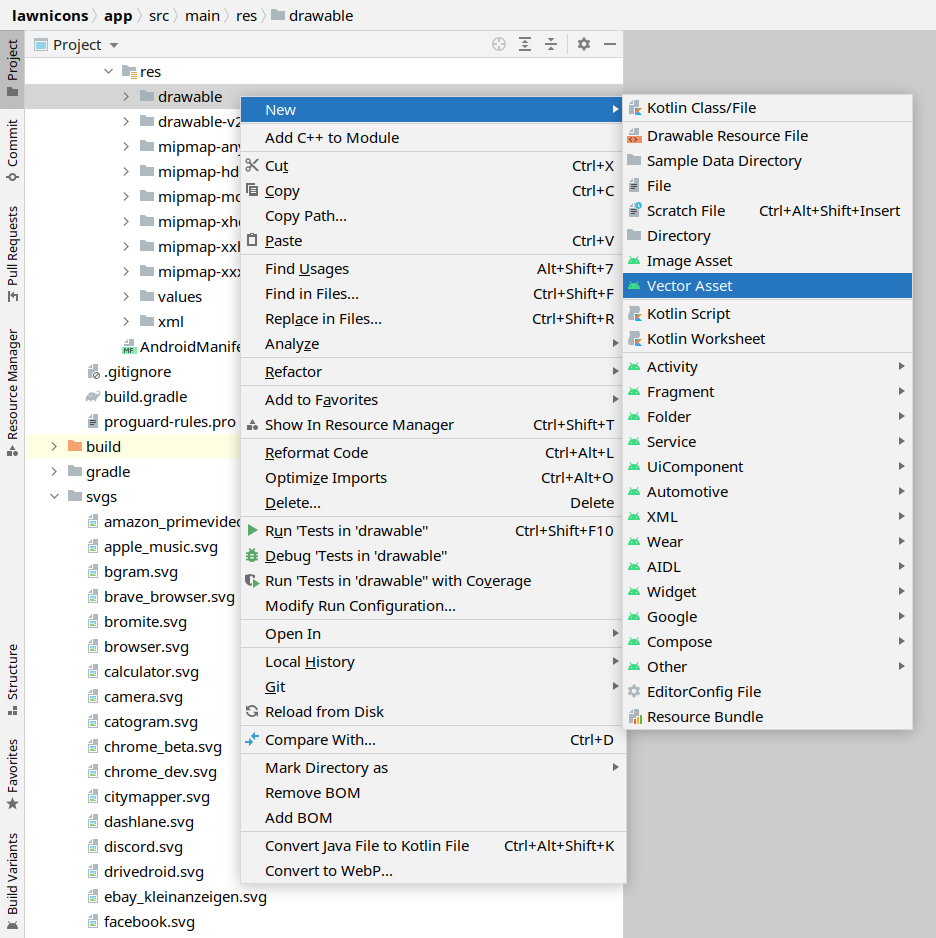 lawnicons app src main res drawable
Project
Commit
Pull Requests
Resource Manager
Structure
Favorites
Build Variants
Project
res
drawable
drawable-v2
mipmap-any
mipmap-hd
mipmap-md
mipmap-xhd
mipmap-xxh
mipmap-xxx
values
xml
AndroidManife
.gitignore
build.gradle
proguard-rules.pro
build
gradle
svgs
amazon_primevideo
apple_music.svg
bgram.svg
brave_browser.svg
bromite.svg
browser.svg
calculator.svg
camera.svg
catogram.svg
chrome_beta.svg
chrome_dev.svg
citymapper.svg
dashlane.svg
discord.svg
drivedroid.svg
ebay_kleinanzeigen.svg
facebook.svg
New
Add C++ to Module
Cut Ctrl+X
Copy Ctrl+C
Copy Path...
Paste Ctrl+V
Find Usages Alt+Shift+7
Find in Files... Ctrl+Shift+F
Replace in Files... Ctrl+Shift+R
Analyze
Refactor
Add to Favorites
Show In Resource Manager Ctrl+Shift+T
Reformat Code Ctrl+Alt+L
Optimize Imports Ctrl+Alt+O
Delete... Delete
Run 'Tests in 'drawable'' Ctrl+Shift+F10
Debug 'Tests in 'drawable''
Run 'Tests in 'drawable'' with Coverage
Modify Run Configuration...
Open In
Local History
Git
Reload from Disk
Compare With... Ctrl+D
Mark Directory as
Remove BOM
Add BOM
Convert Java File to Kotlin File Ctrl+Alt+Shift+K
Convert to WebP...
Kotlin Class/File
Drawable Resource File
Sample Data Directory
File
Scratch File Ctrl+Alt+Shift+Insert
Directory
Image Asset
Vector Asset
Kotlin Script
Kotlin Worksheet
Activity
Fragment
Folder
Service
UiComponent
Automotive
XML
Wear
AIDL
Widget
Google
Compose
Other
EditorConfig File
Resource Bundle
MF